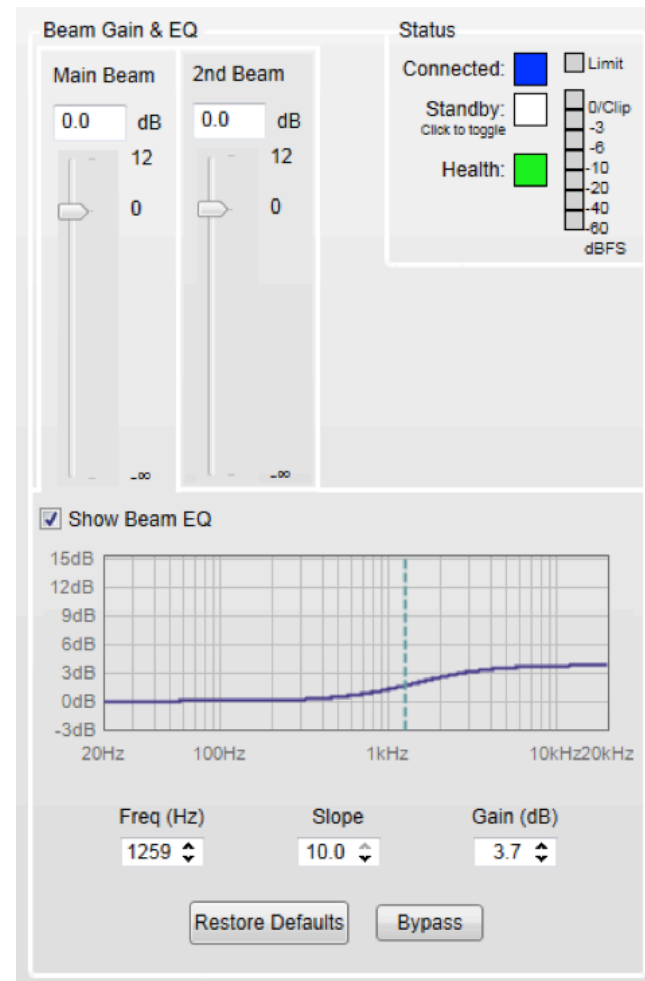 Beam Gain & EQ
Main Beam
0.0 dB
12
0
-∞
2nd Beam
0.0 dB
12
0
-∞
Status
Connected:
Standby:
Click to toggle
Health:
Limit
0/Clip
-3
-6
-10
-20
-40
-60
dBFS
Show Beam EQ
15dB
12dB
9dB
6dB
3dB
0dB
-3dB
20Hz 100Hz 1kHz 10kHz20kHz
Freq (Hz) Slope Gain (dB)
1259 10.0 3.7
Restore Defaults Bypass